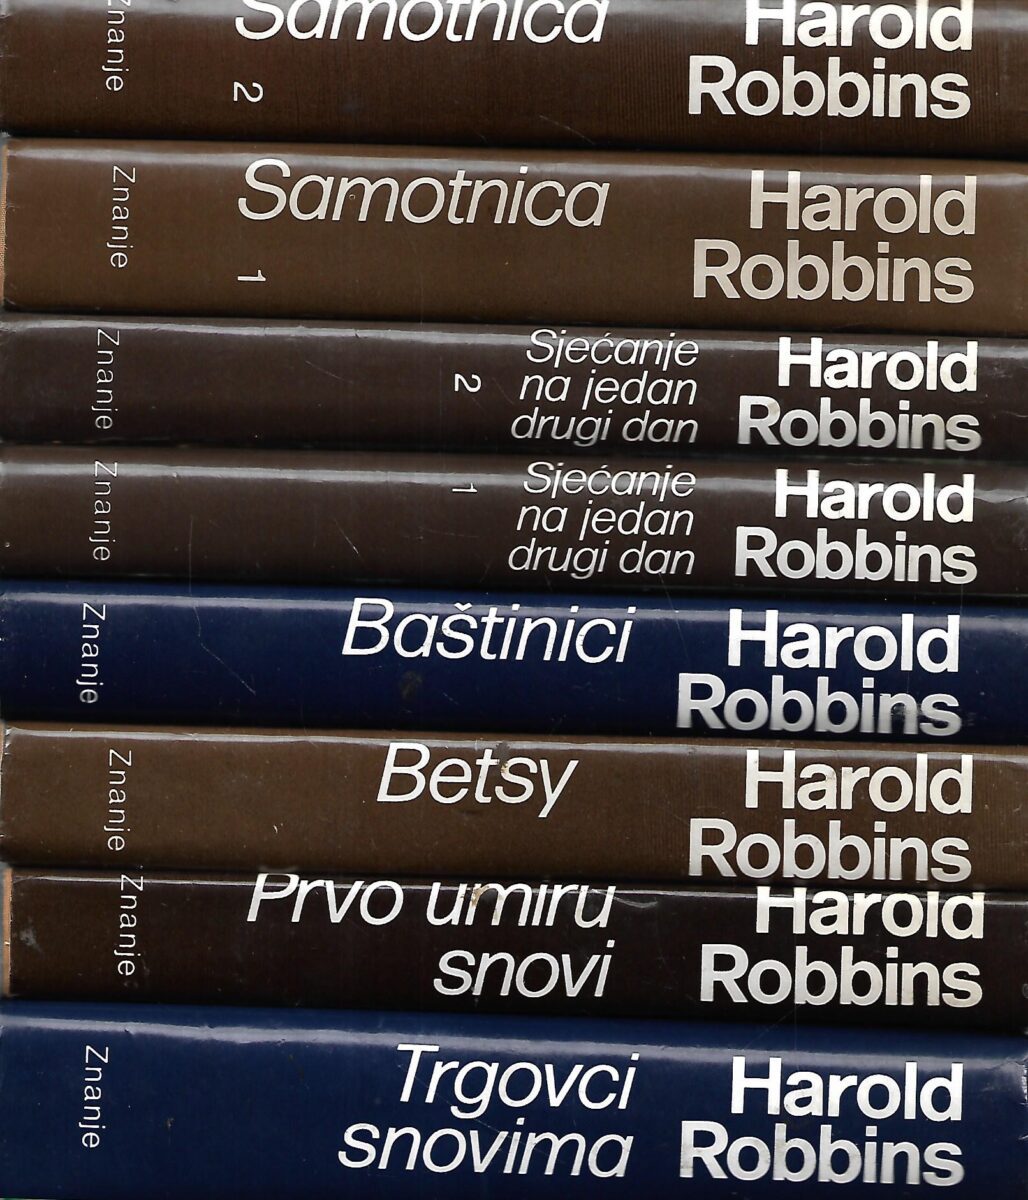 Znanje
Samotnica
2
Harold
Robbins
Znanje
Samotnica
1
Harold
Robbins
Znanje
2
Sjećanje
na jedan
drugi dan
Harold
Robbins
Znanje
1
Sjećanje
na jedan
drugi dan
Harold
Robbins
Znanje
Baštinici
Harold
Robbins
Znanje
Betsy
Harold
Robbins
Znanje
Prvo umiru
snovi
Harold
Robbins
Znanje
Trgovci
snovima
Harold
Robbins